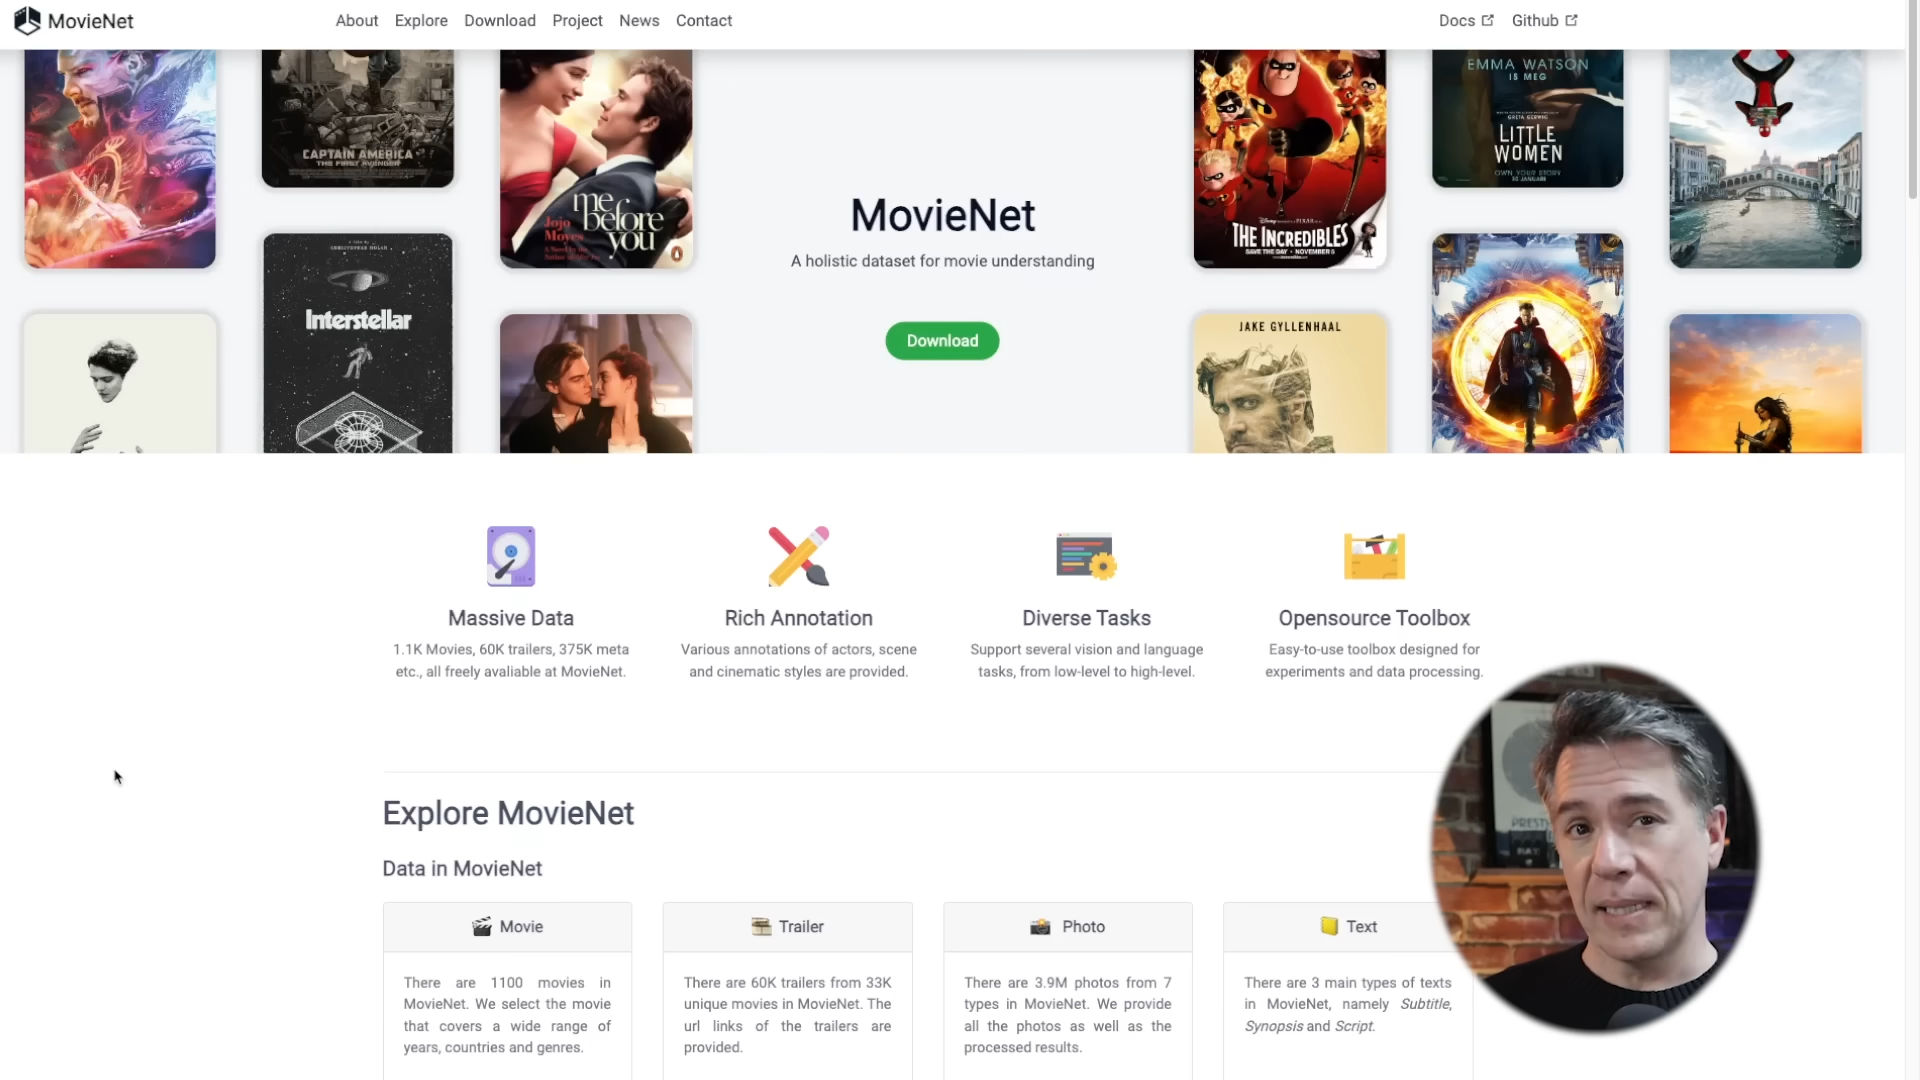 MovieNet
About Explore Download Project News Contact
Docs Github
CAPTAIN AMERICA
THE FIRST AVENGER
me
before
you
Jojo
Moyes
Interstellar
MovieNet
A holistic dataset for movie understanding
Download
THE INCREDIBLES
EMMA WATSON
IS MEG
LITTLE
WOMEN
OWN YOUR STORY
JAKE GYLLENHAAL
Massive Data
1.1K Movies, 60K trailers, 375K meta
etc., all freely avaliable at MovieNet.
Rich Annotation
Various annotations of actors, scene
and cinematic styles are provided.
Diverse Tasks
Support several vision and language
tasks, from low-level to high-level.
Opensource Toolbox
Easy-to-use toolbox designed for
experiments and data processing.
Explore MovieNet
Data in MovieNet
Movie
There are 1100 movies in
MovieNet. We select the movie
that covers a wide range of
years, countries and genres.
Trailer
There are 60K trailers from 33K
unique movies in MovieNet. The
url links of the trailers are
provided.
Photo
There are 3.9M photos from 7
types in MovieNet. We provide
all the photos as well as the
processed results.
Text
There are 3 main types of texts
in MovieNet, namely Subtitle,
Synopsis and Script.